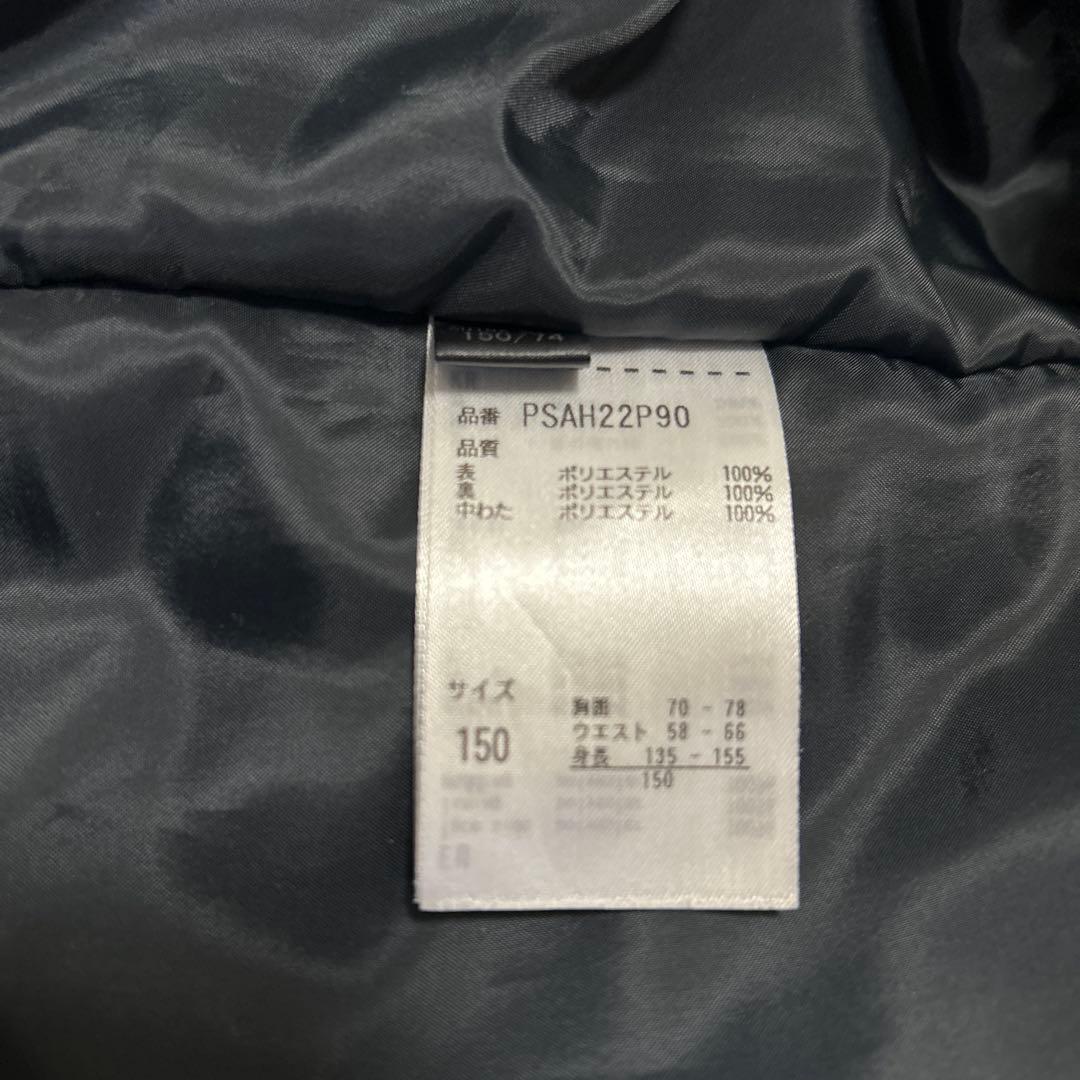 150/74
品番 PSAH22P90
品質
表 ポリエステル 100%
裏 ポリエステル 100%
中わた ポリエステル 100%
サイズ
150
胸囲 70 - 78
ウエスト 58 - 66
身長 135 - 155
150